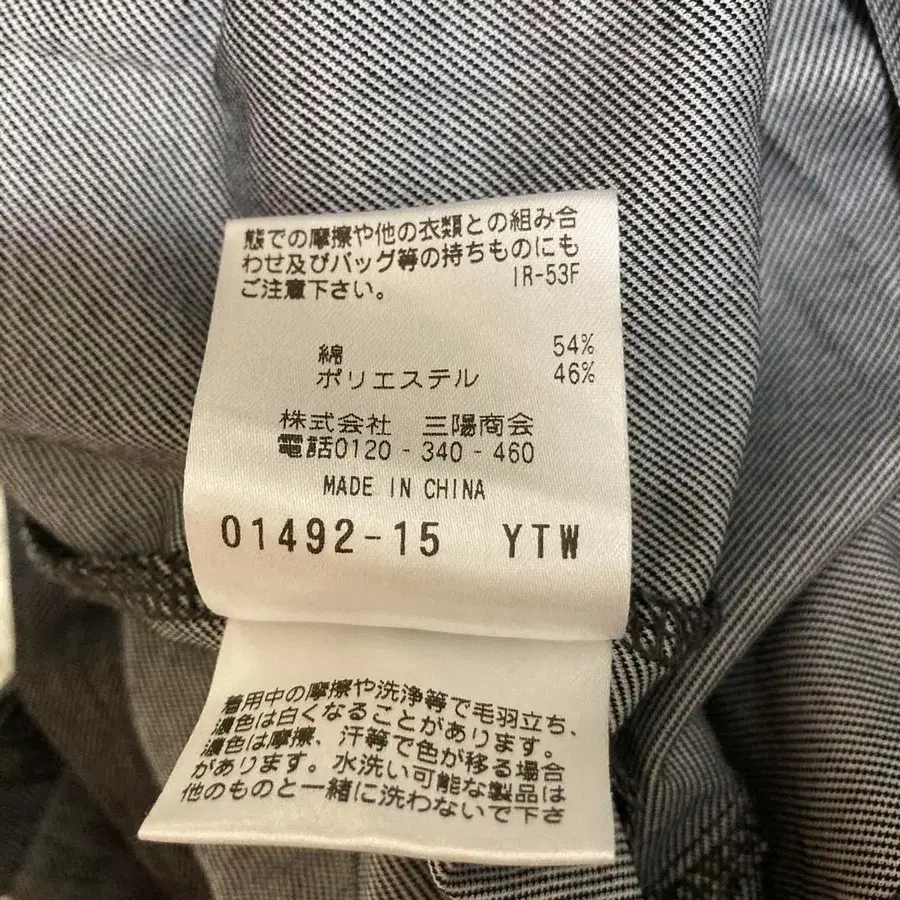 態での摩擦や他の衣類との組み合
わせ及びバッグ等の持ちものにも
ご注意下さい。 IR-53F
綿 54%
ポリエステル 46%
株式会社 三陽商会
電話0120-340-460
MADE IN CHINA
01492-15 YTW
着用中の摩擦や洗浄等で毛羽立ち、
濃色は白くなることがあります。
濃色は摩擦、汗等で色が移る場合
があります。水洗い可能な製品は
他のものと一緒に洗わないで下さ